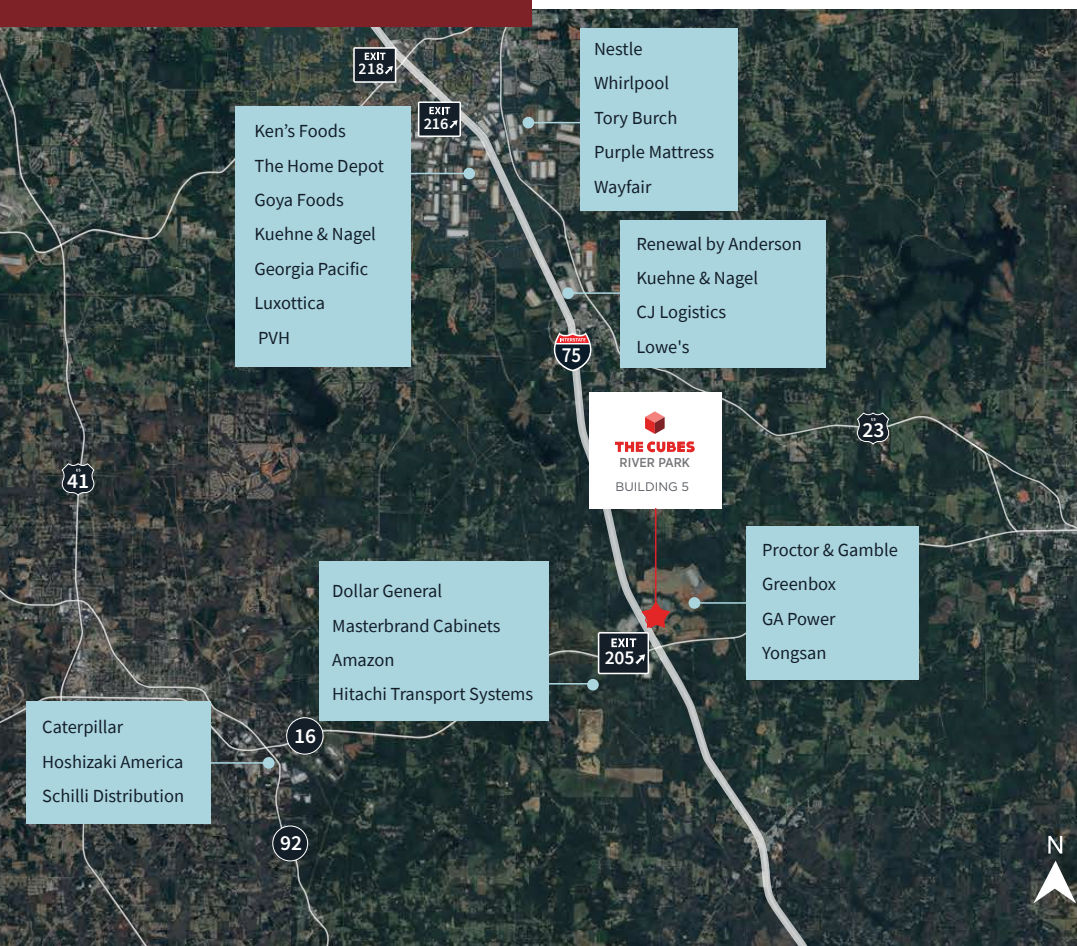 EXIT
218
EXIT
216
Nestle
Whirlpool
Tory Burch
Purple Mattress
Wayfair
Ken's Foods
The Home Depot
Goya Foods
Kuehne & Nagel
Georgia Pacific
Luxottica
PVH
Renewal by Anderson
Kuehne & Nagel
CJ Logistics
Lowe's
INTERSTATE
75
THE CUBES
RIVER PARK
BUILDING 5
US
23
US
41
Proctor & Gamble
Greenbox
GA Power
Yongsan
Dollar General
Masterbrand Cabinets
Amazon
Hitachi Transport Systems
EXIT
205
Caterpillar
Hoshizaki America
Schilli Distribution
16
92
N